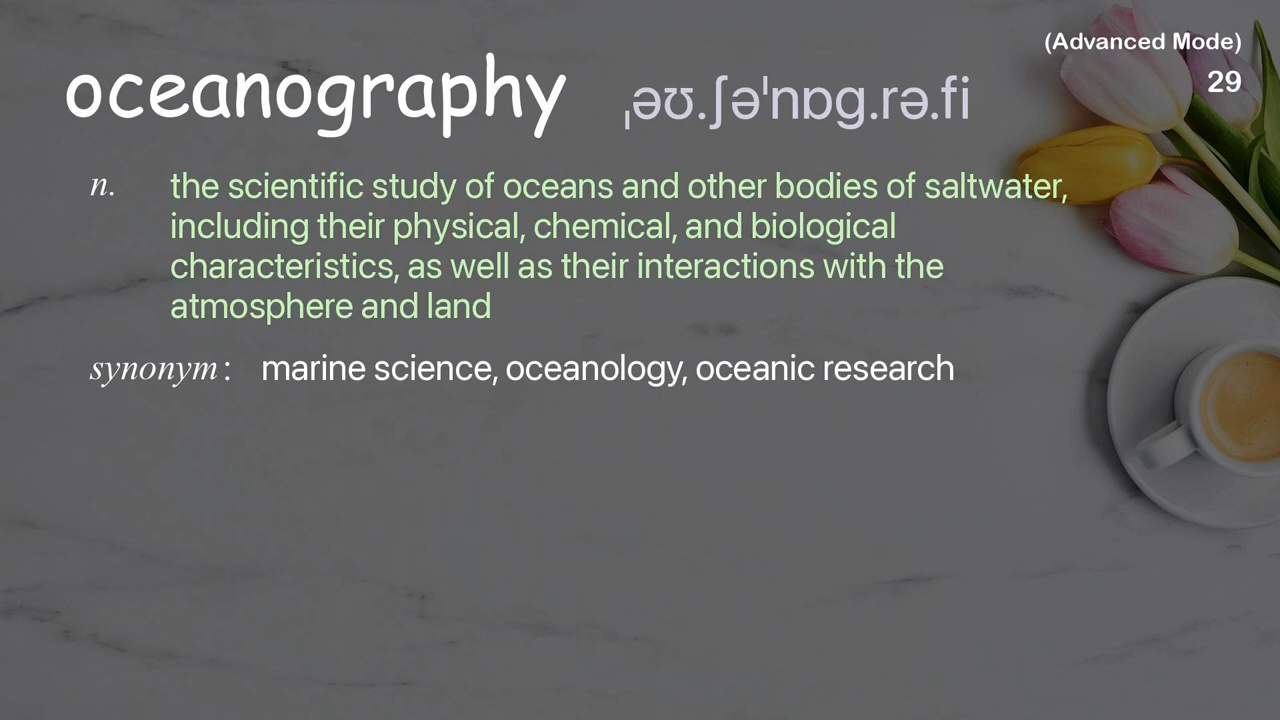 (Advanced Mode)
29
oceanography ˌəʊ.ʃəˈnɒg.rə.fi
n. the scientific study of oceans and other bodies of saltwater,
including their physical, chemical, and biological
characteristics, as well as their interactions with the
atmosphere and land
synonym: marine science, oceanology, oceanic research